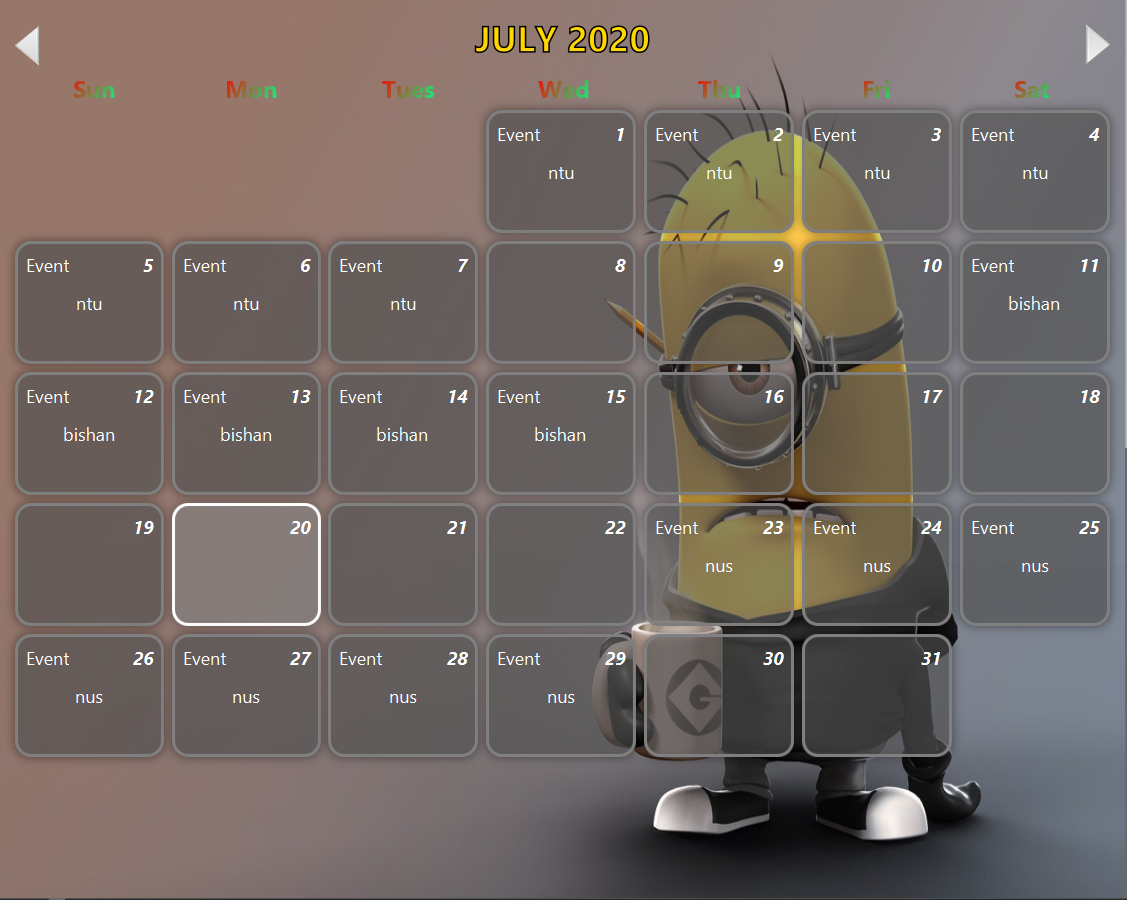 JULY 2020
Sun Mon Tues Wed Thu Fri Sat
Event 1 Event 2 Event 3 Event 4
ntu ntu ntu ntu
Event 5 Event 6 Event 7 8 9 10 Event 11
ntu ntu ntu bishan
Event 12 Event 13 Event 14 Event 15 16 17 18
bishan bishan bishan bishan
19 20 21 22 Event 23 Event 24 Event 25
nus nus nus
Event 26 Event 27 Event 28 Event 29 30 31
nus nus nus nus
G